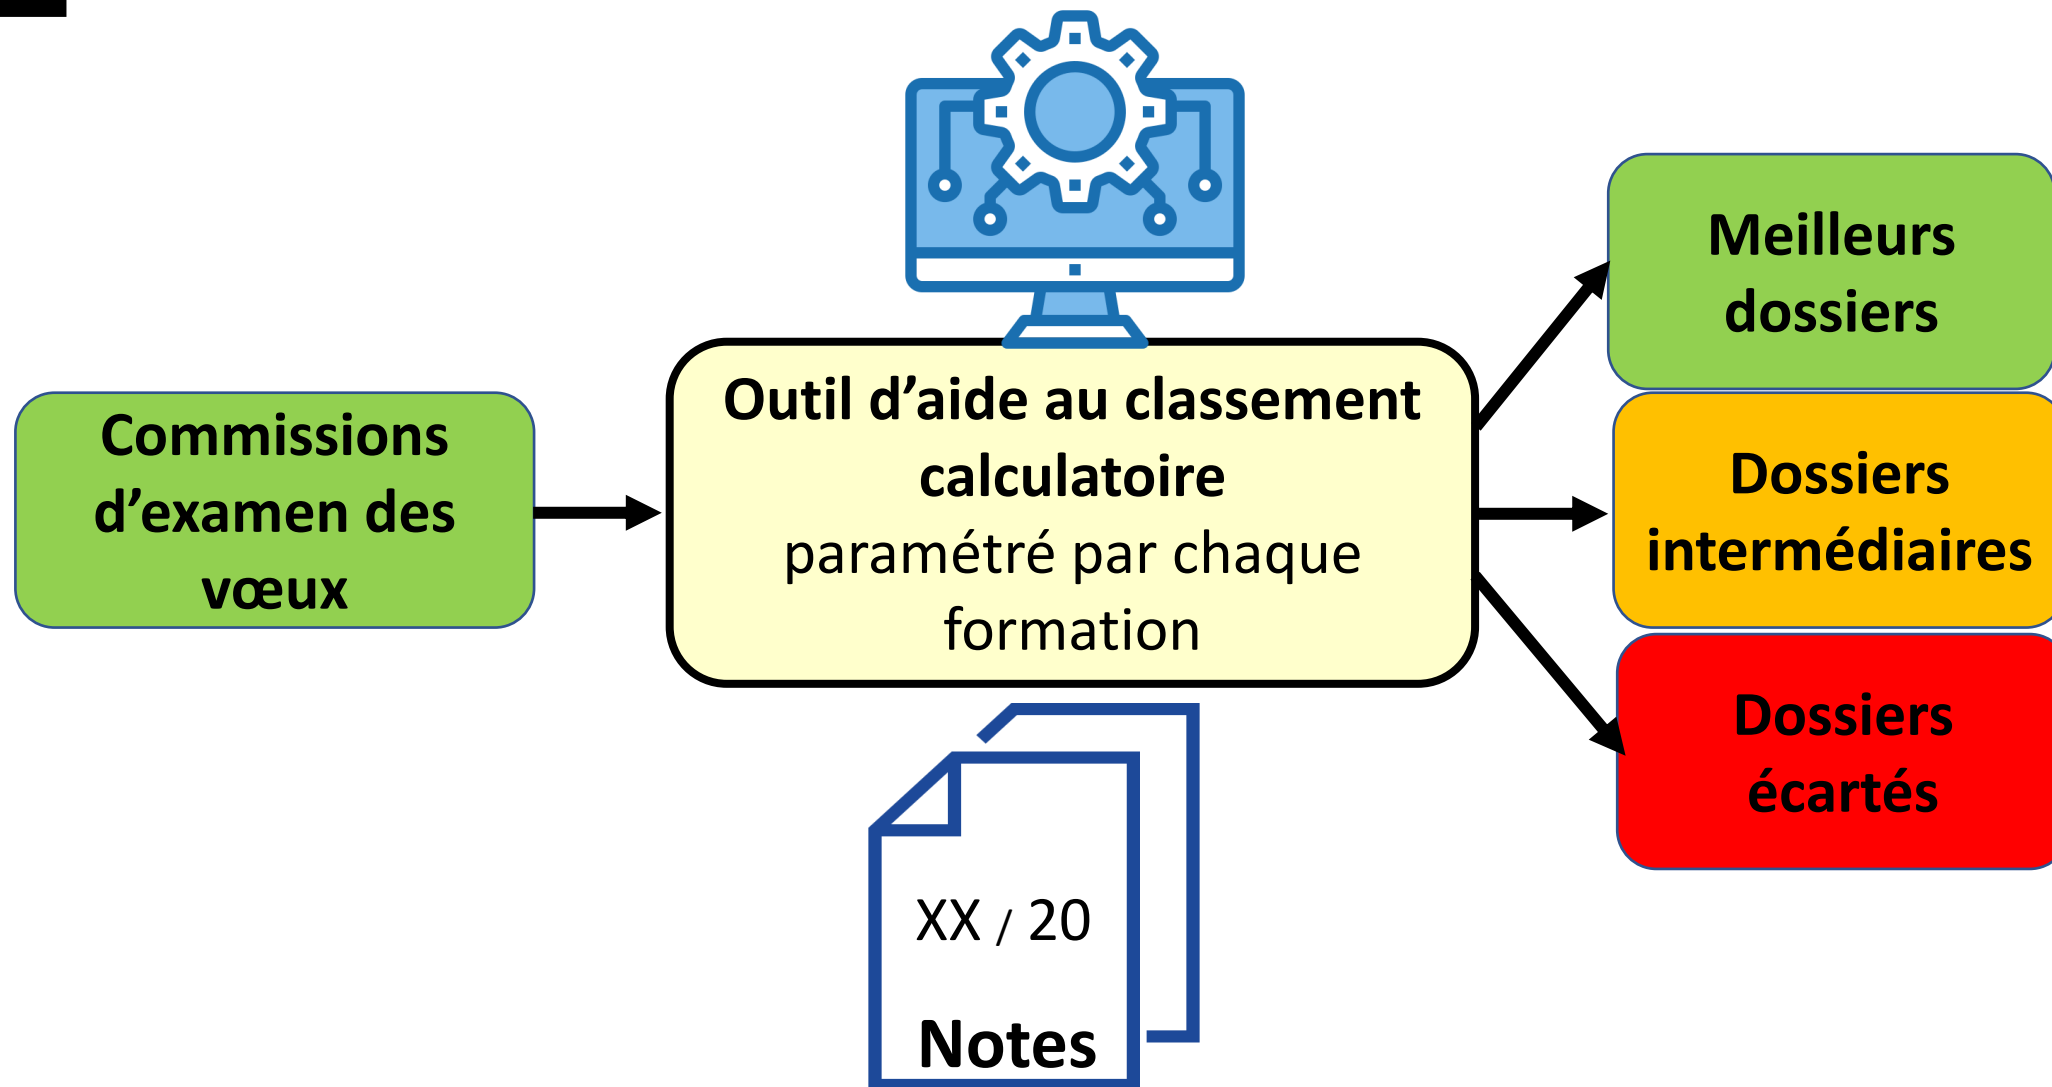 Commissions
d’examen des
vœux
Outil d’aide au classement
calculatoire
paramétré par chaque
formation
XX / 20
Notes
Meilleurs
dossiers
Dossiers
intermédiaires
Dossiers
écartés